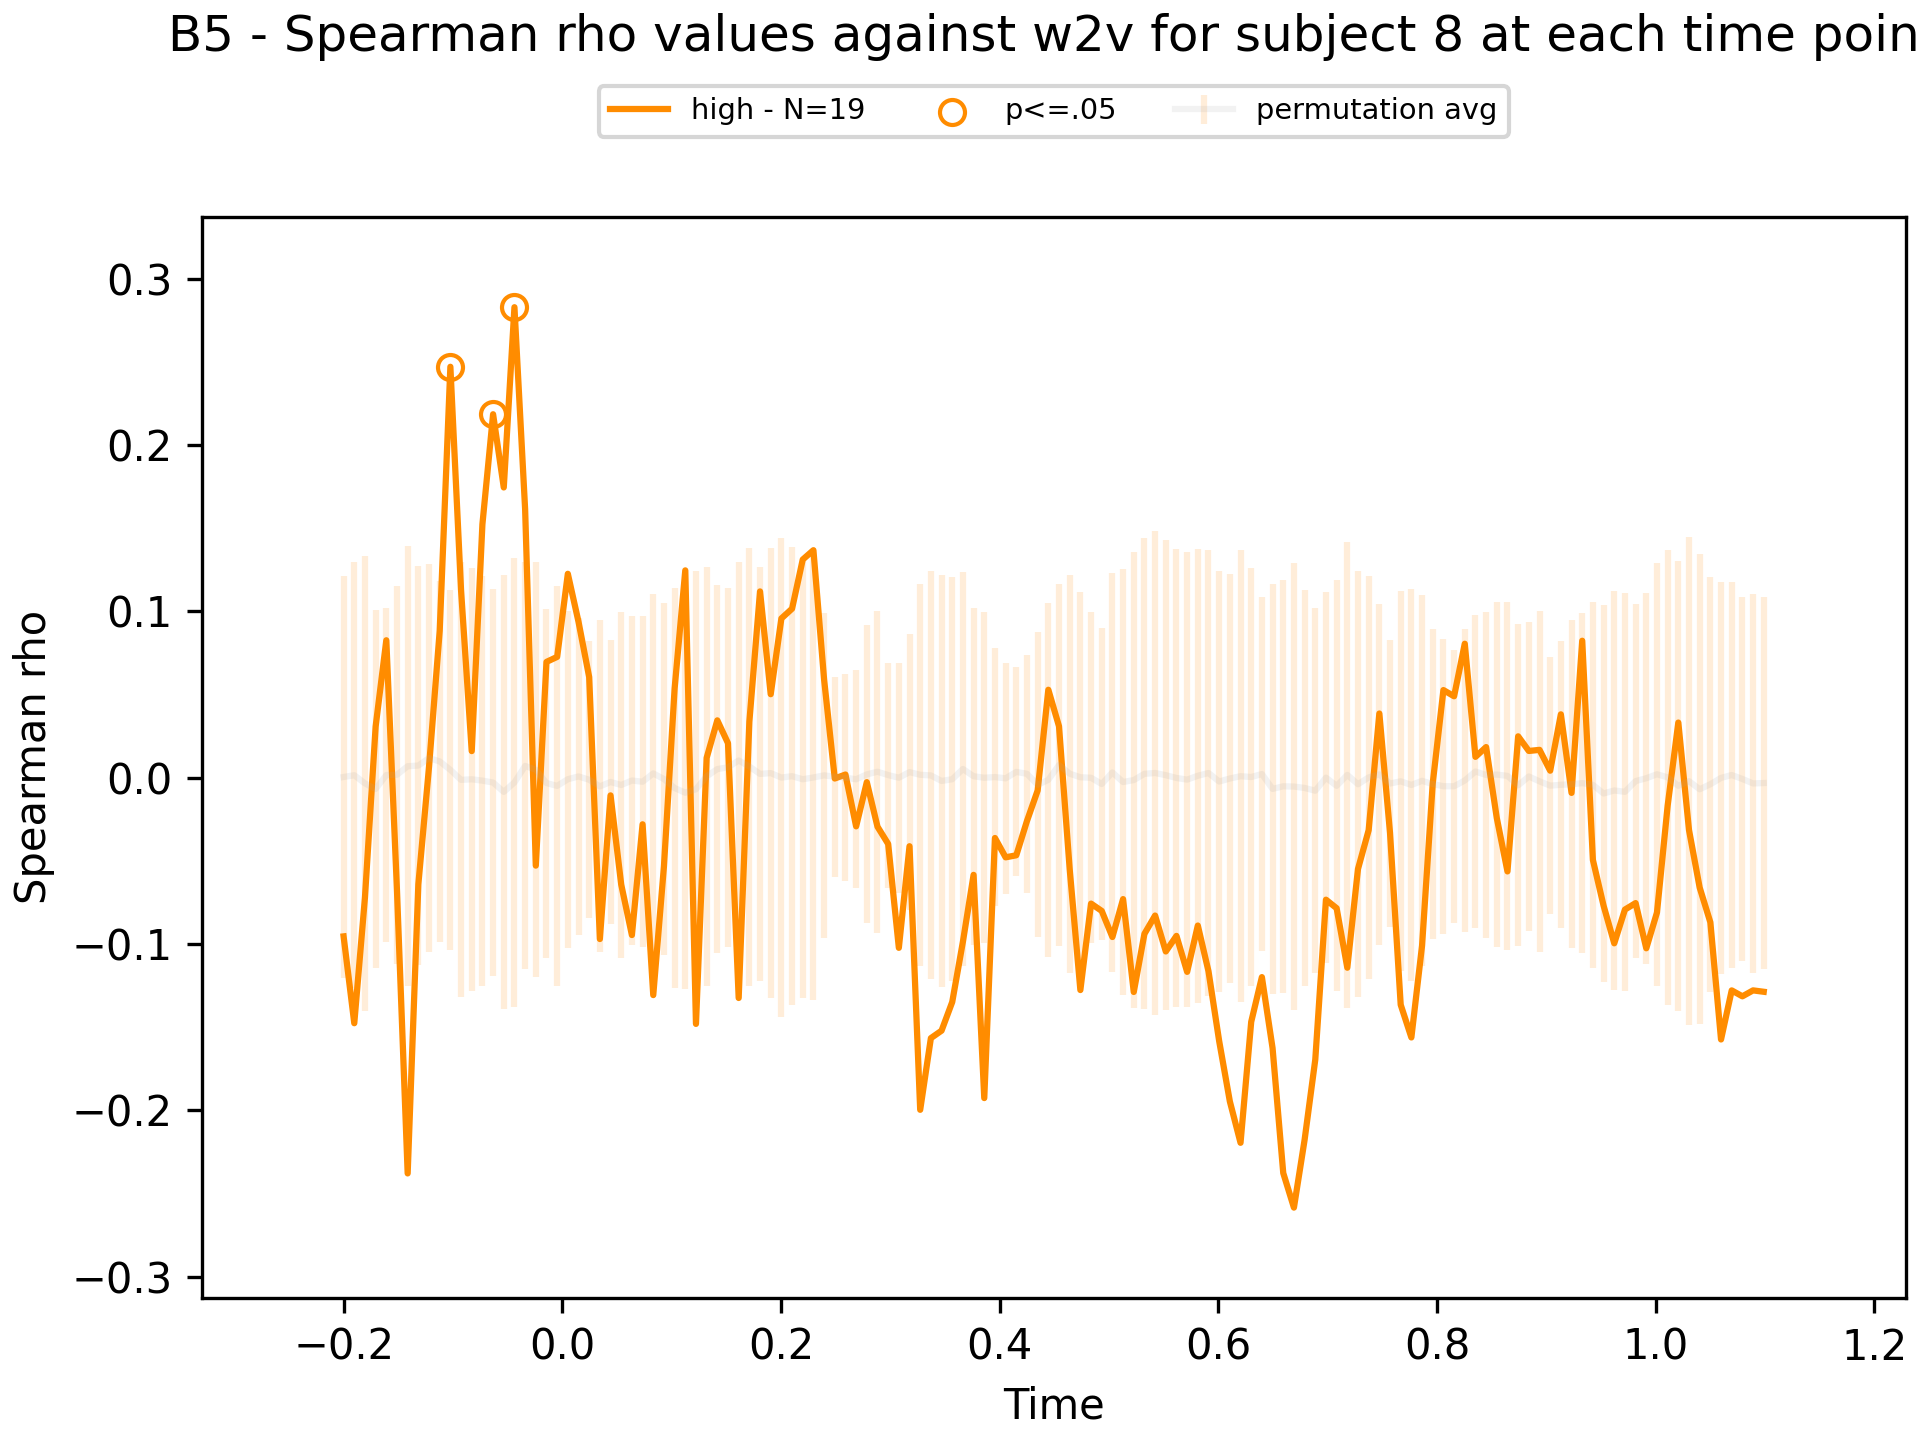 B5 - Spearman rho values against w2v for subject 8 at each time poin
high - N=19 p<=.05 permutation avg
Spearman rho
0.3
0.2
0.1
0.0
−0.1
−0.2
−0.3
−0.2 0.0 0.2 0.4 0.6 0.8 1.0 1.2
Time